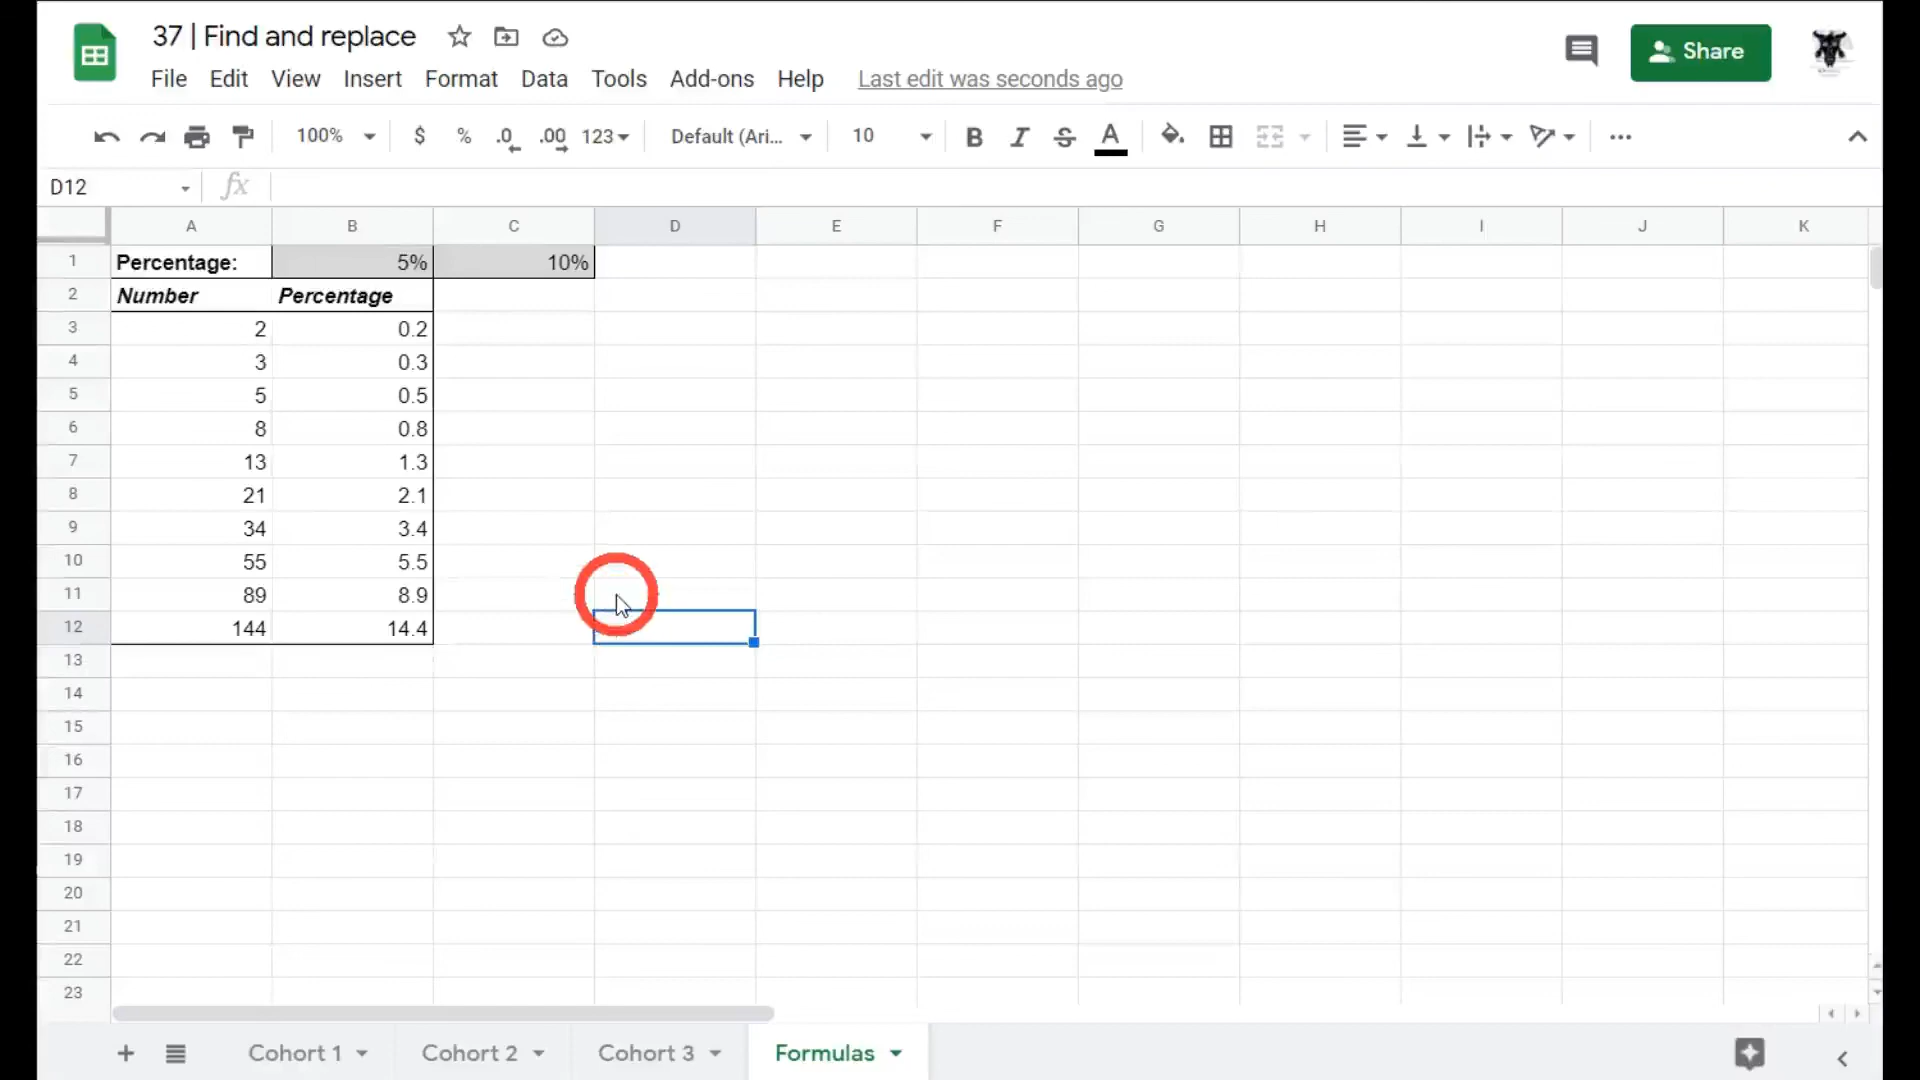 37 | Find and replace
File Edit View Insert Format Data Tools Add-ons Help Last edit was seconds ago
Share
100% $ % .0 .00 123 Default (Ari... 10 B I S A
D12 fx
A B C D E F G H I J K
1 Percentage: 5% 10%
2 Number Percentage
3 2 0.2
4 3 0.3
5 5 0.5
6 8 0.8
7 13 1.3
8 21 2.1
9 34 3.4
10 55 5.5
11 89 8.9
12 144 14.4
13
14
15
16
17
18
19
20
21
22
23
Cohort 1 Cohort 2 Cohort 3 Formulas